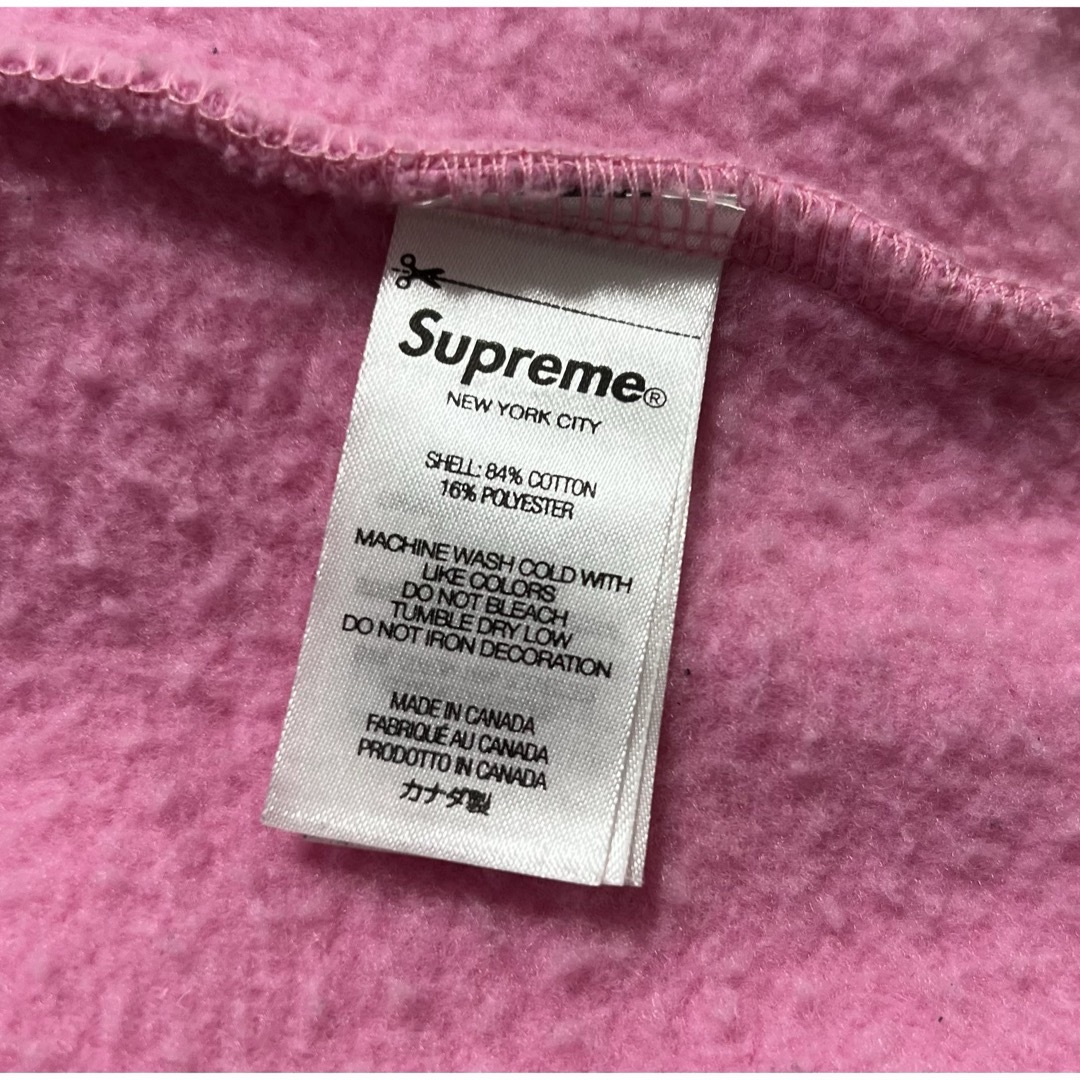 Supreme®
NEW YORK CITY
SHELL: 84% COTTON
16% POLYESTER
MACHINE WASH COLD WITH
LIKE COLORS
DO NOT BLEACH
TUMBLE DRY LOW
DO NOT IRON DECORATION
MADE IN CANADA
FABRIQUÉ AU CANADA
PRODOTTO IN CANADA
カナダ製